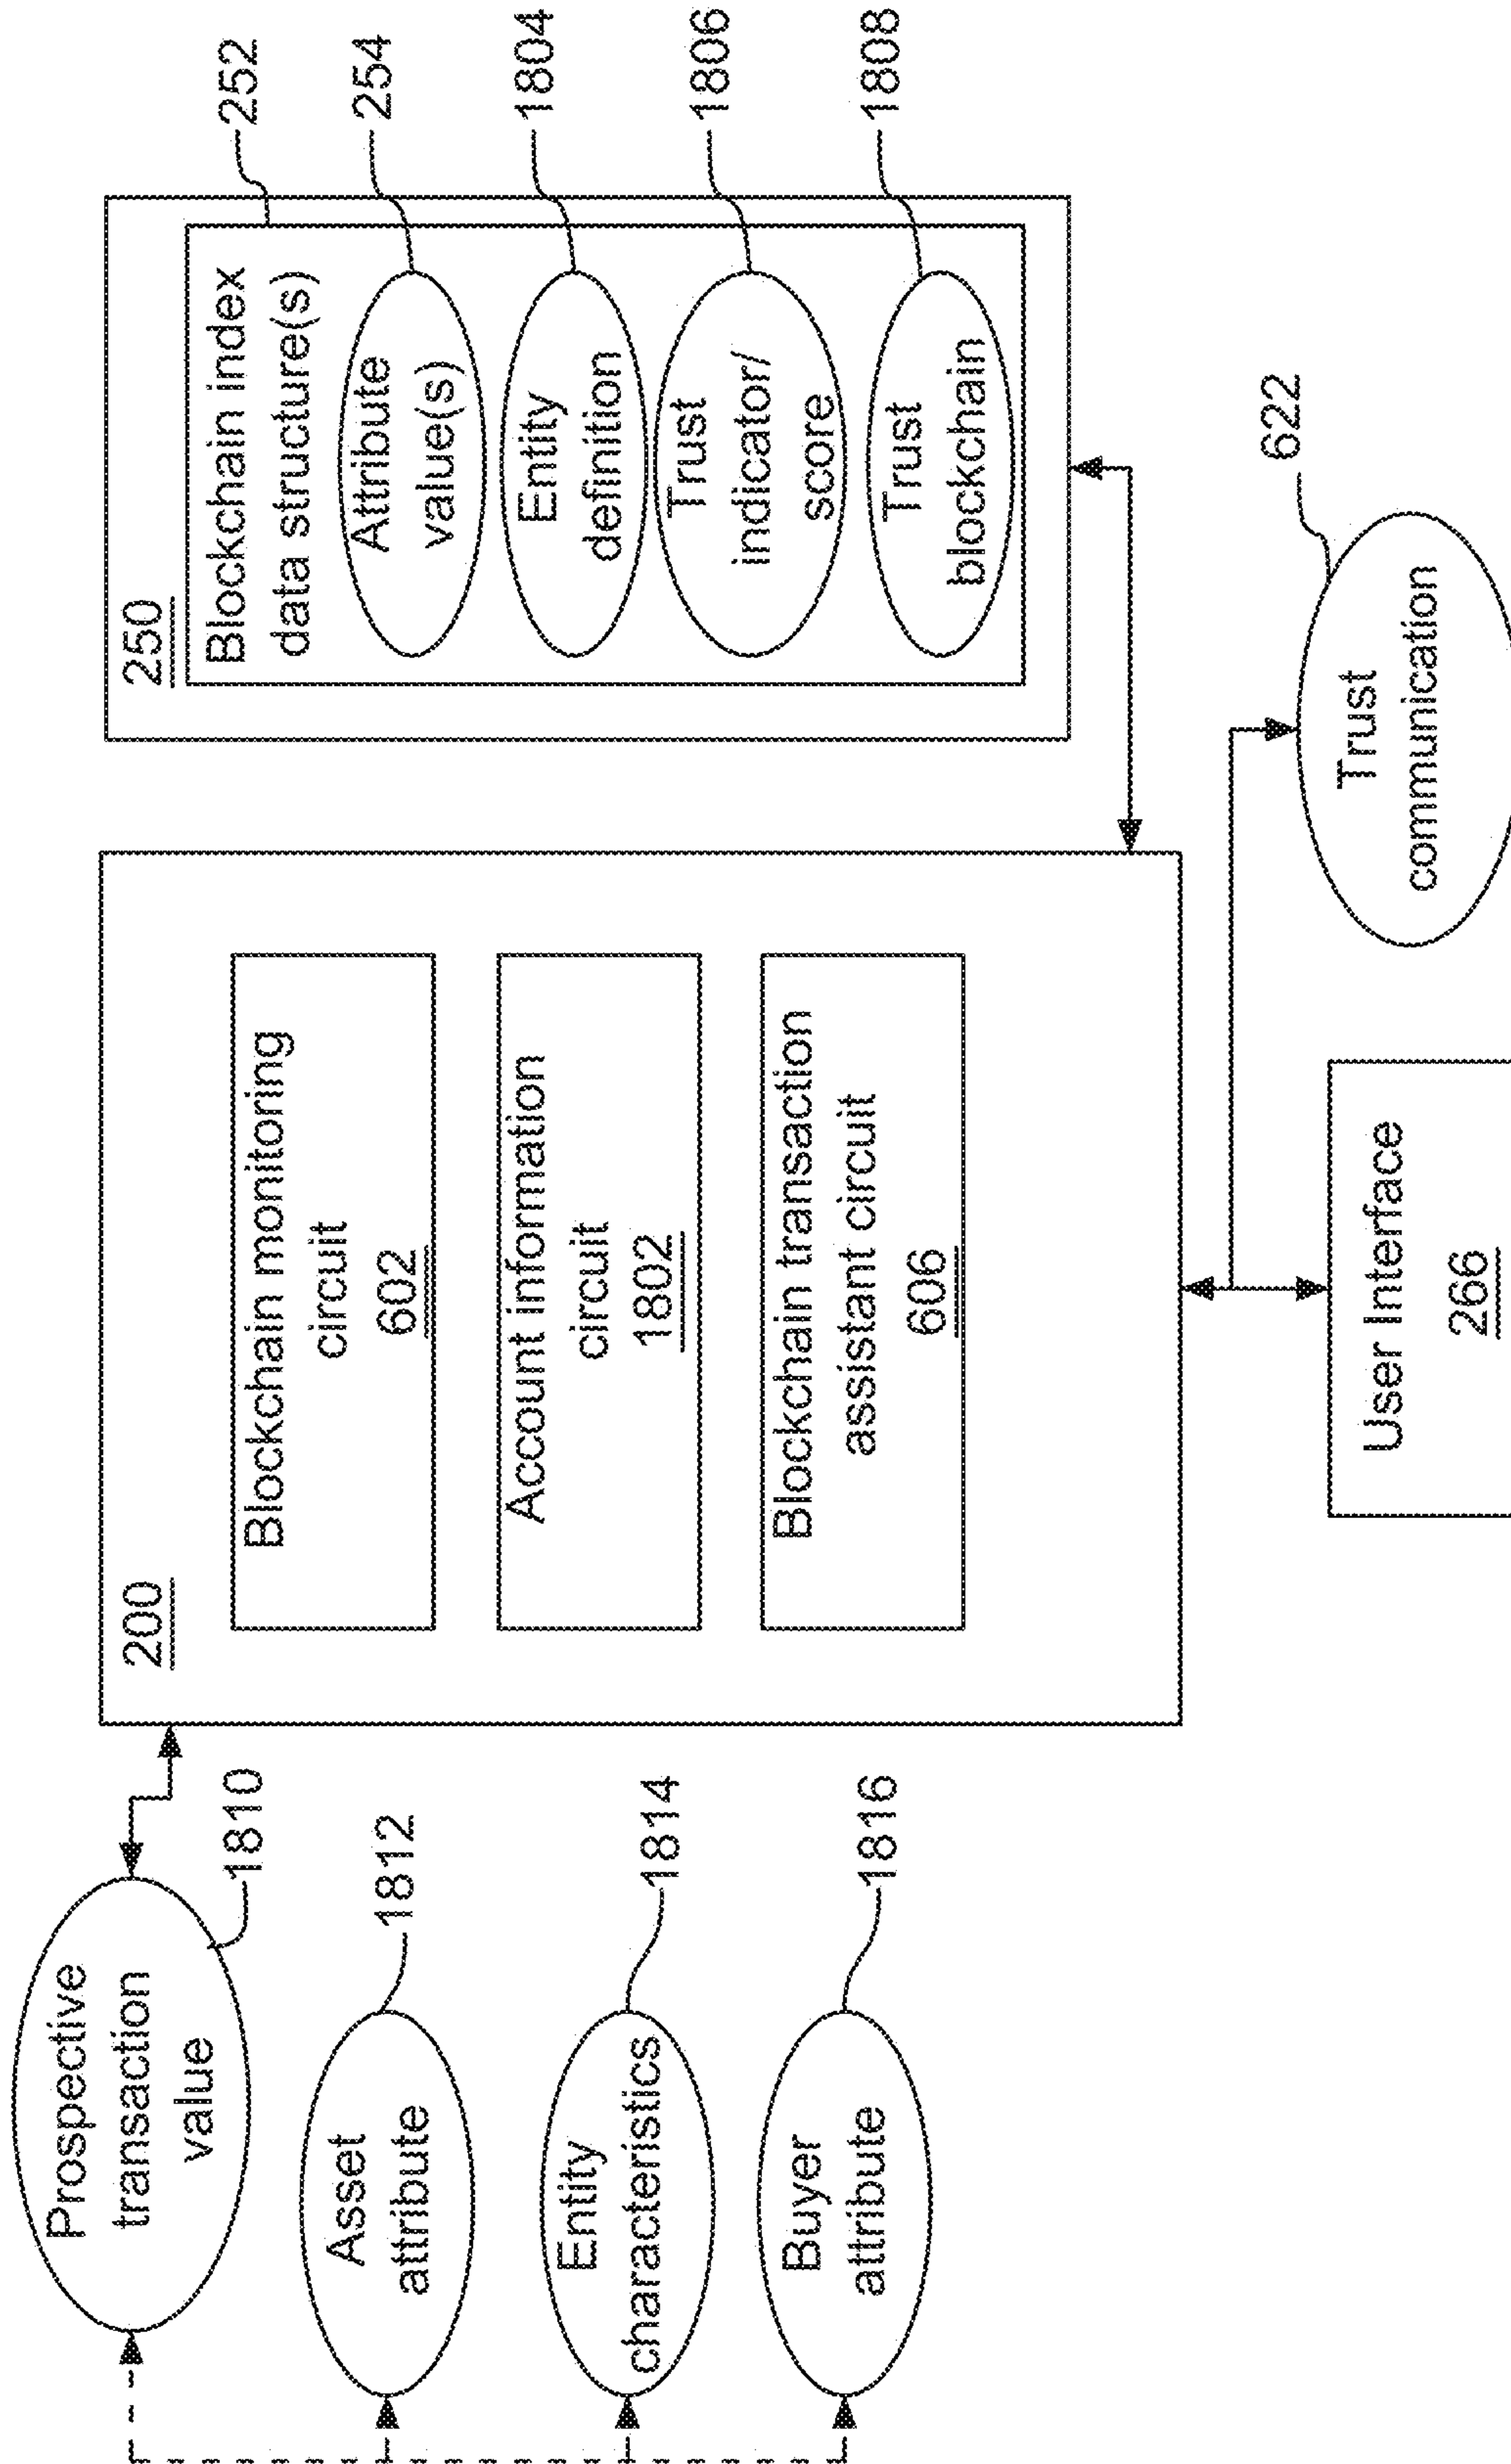 Prospective
transaction
value
1810
Asset
attribute
1812
Entity
characteristics
1814
Buyer
attribute
1816
200
Blockchain monitoring
circuit
602
Account information
circuit
1802
Blockchain transaction
assistant circuit
606
250
Blockchain index
data structure(s)
252
Attribute
value(s)
254
Entity
definition
1804
Trust
indicator/
score
1806
Trust
blockchain
1808
User Interface
266
Trust
communication
622